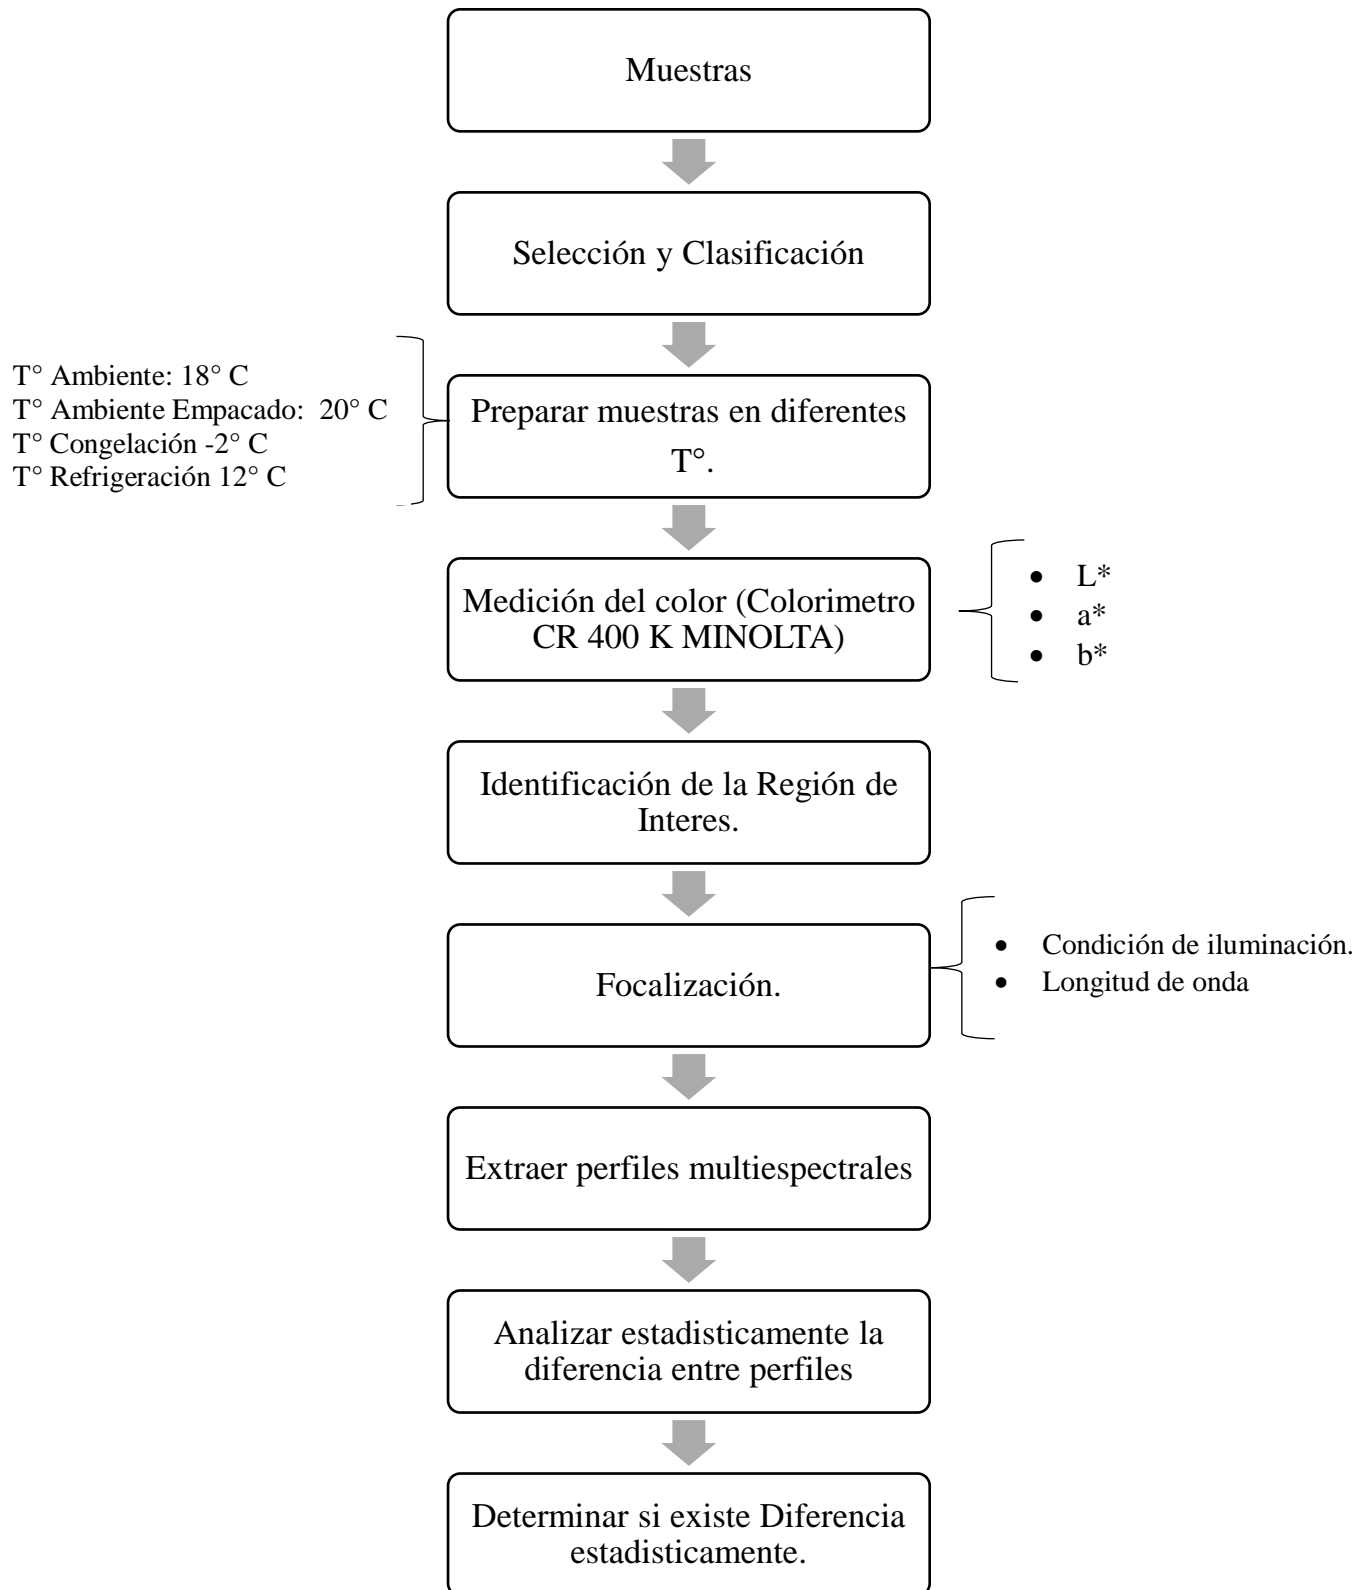 Muestras
Selección y Clasificación
T° Ambiente: 18° C
T° Ambiente Empacado:  20° C
T° Congelación -2° C
T° Refrigeración 12° C
Preparar muestras en diferentes
T°.
Medición del color (Colorimetro
CR 400 K MINOLTA)
• L*
• a*
• b*
Identificación de la Región de
Interes.
Focalización.
• Condición de iluminación.
• Longitud de onda
Extraer perfiles multiespectrales
Analizar estadisticamente la
diferencia entre perfiles
Determinar si existe Diferencia
estadisticamente.